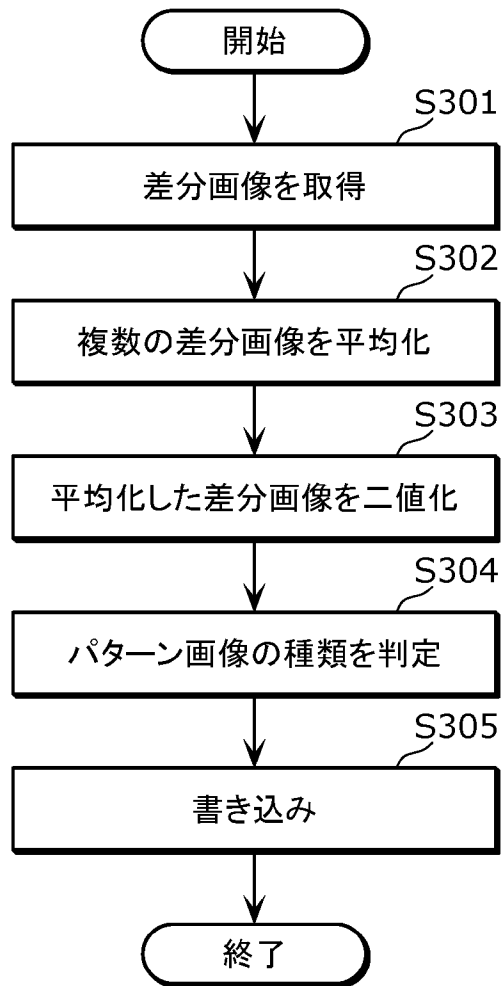 開始
S301
差分画像を取得
S302
複数の差分画像を平均化
S303
平均化した差分画像を二値化
S304
パターン画像の種類を判定
S305
書き込み
終了